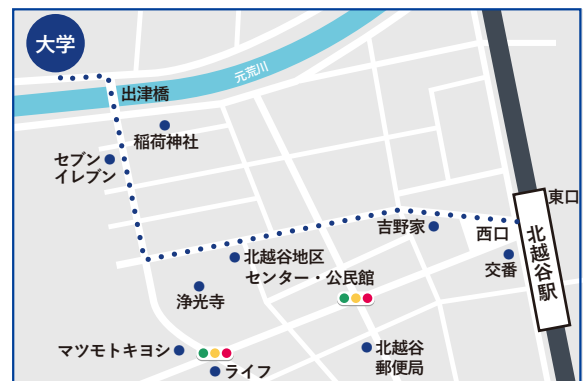 大学
元荒川
出津橋
稲荷神社
セブン
イレブン
東口
吉野家
西口
北越谷駅
北越谷地区
センター・公民館
交番
浄光寺
マツモトキヨシ
ライフ
北越谷
郵便局